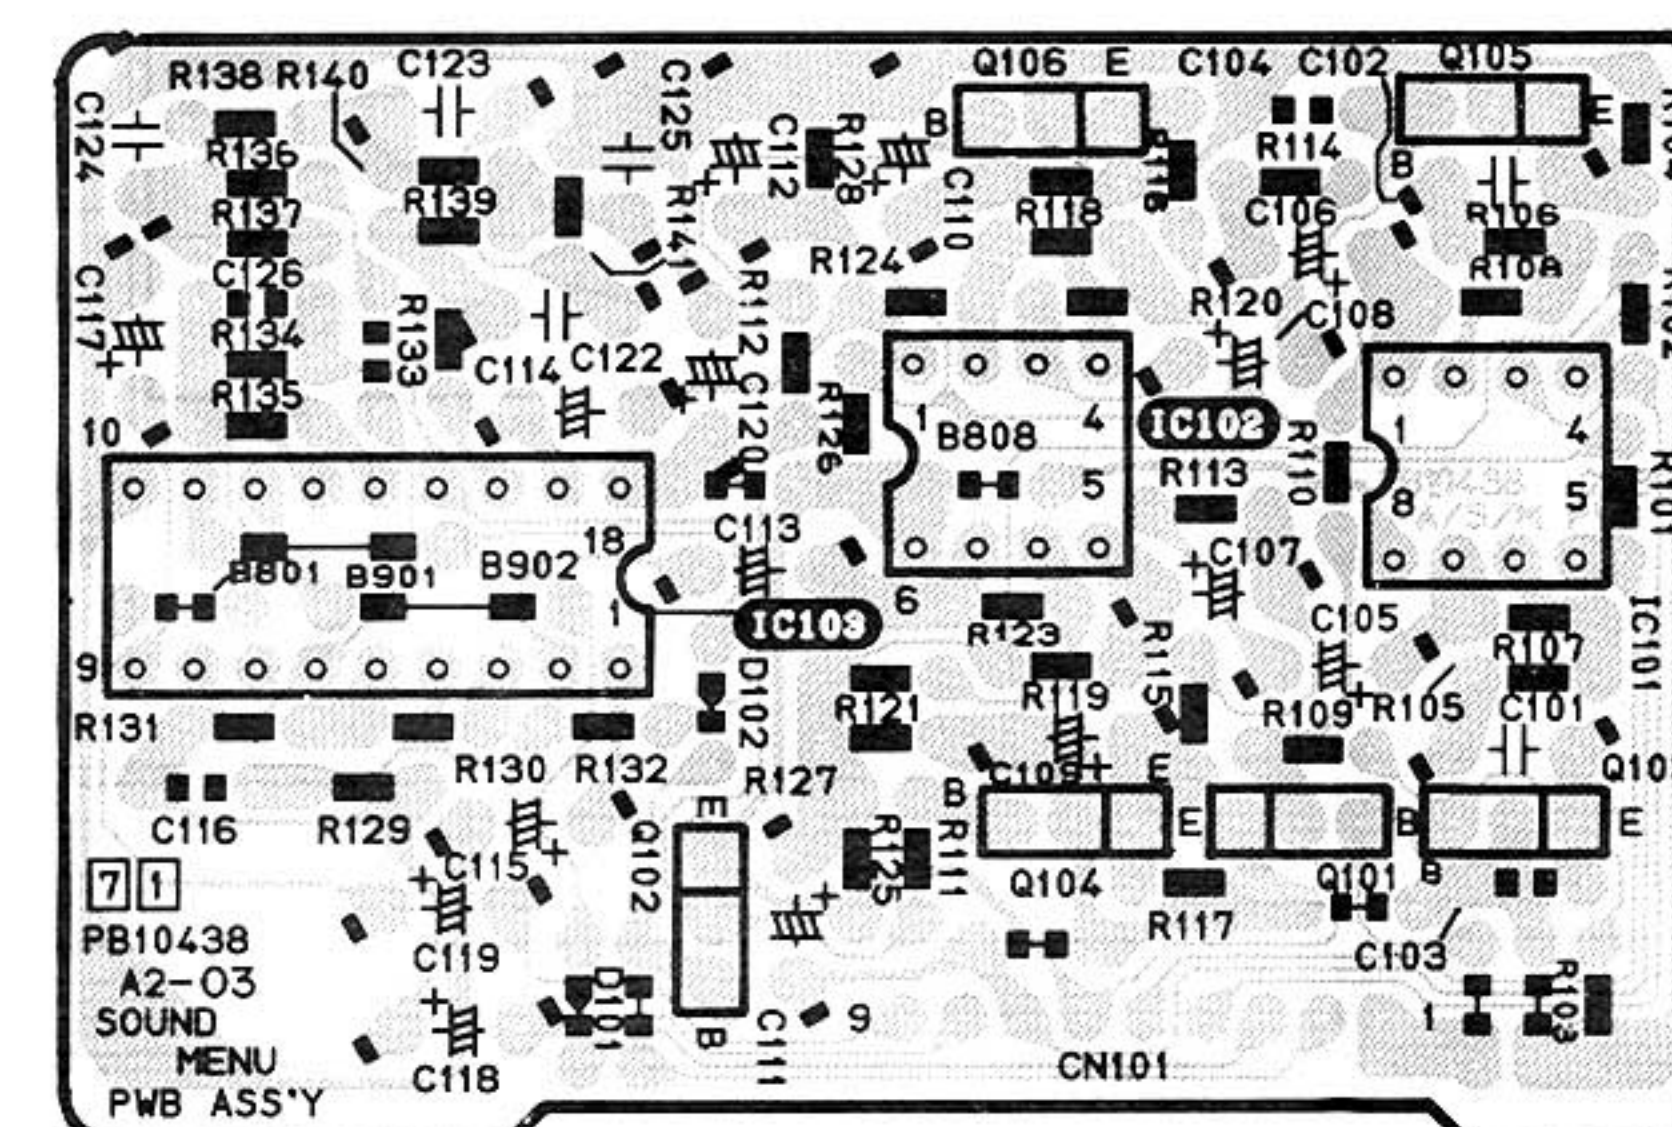 R138 R140 C123 C125 Q106 E C104 C102 Q105
C124 C112 R128 B E
R136 R114 B
R137 R139 R141 C110 R118 R116 C106 R106
C126 R124 R108
C117 R134 R133 C114 C122 R112 R120 C108
R135 C120 R126 1 4 IC102 1 4
10 B808 R110
18 C113 5 R113 8 5 R101
B801 B901 B902 C107
1 IC103 6 R123 C105 IC101
9 D102 R121 R119 R115 R107
R131 R109 R105 C101
R130 R132 R127 C109 E
C116 R129 E B E B E
7 1 C115 Q102 R125 R111 Q104 Q101 B
PB10438 C119 R117 C103
A2-03
SOUND D101 B C111 9 1 R103
MENU C118 CN101
PWB ASS'Y